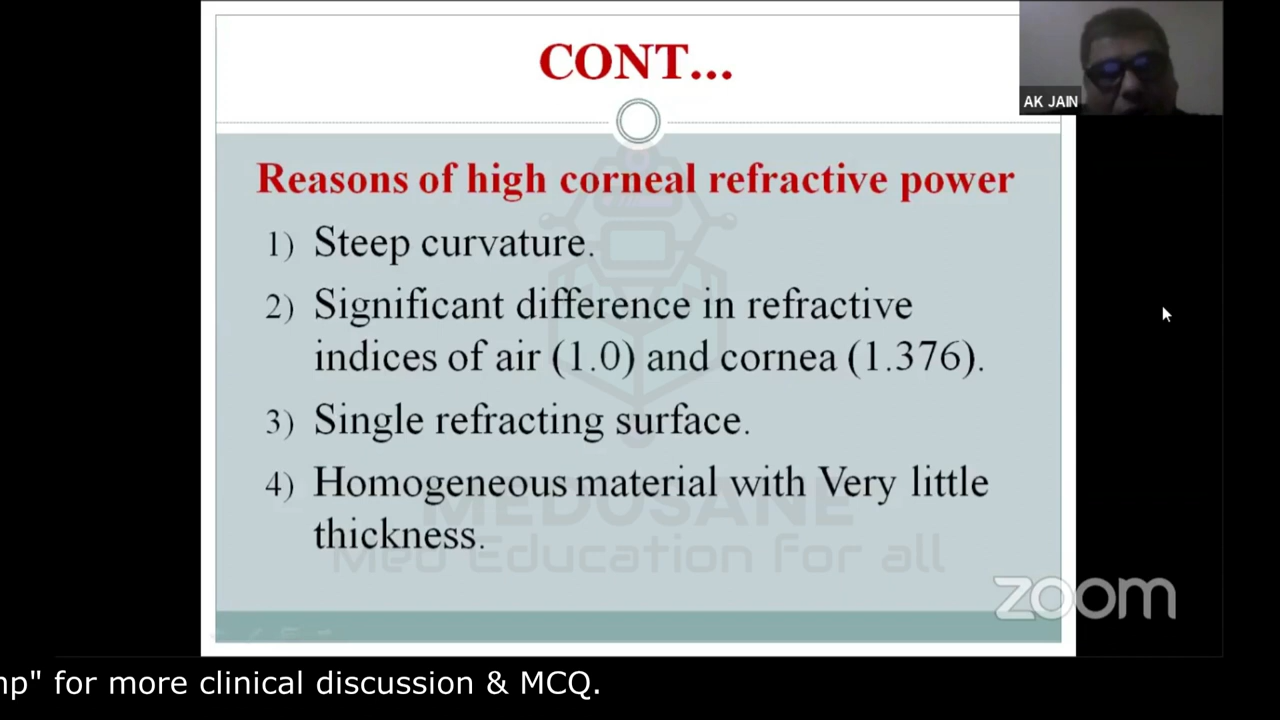 CONT...
AK JAIN
Reasons of high corneal refractive power
1) Steep curvature.
2) Significant difference in refractive
indices of air (1.0) and cornea (1.376).
3) Single refracting surface.
4) Homogeneous material with Very little
thickness.
MEDUSANE
Med Education for all
zoom
" for more clinical discussion & MCQ.